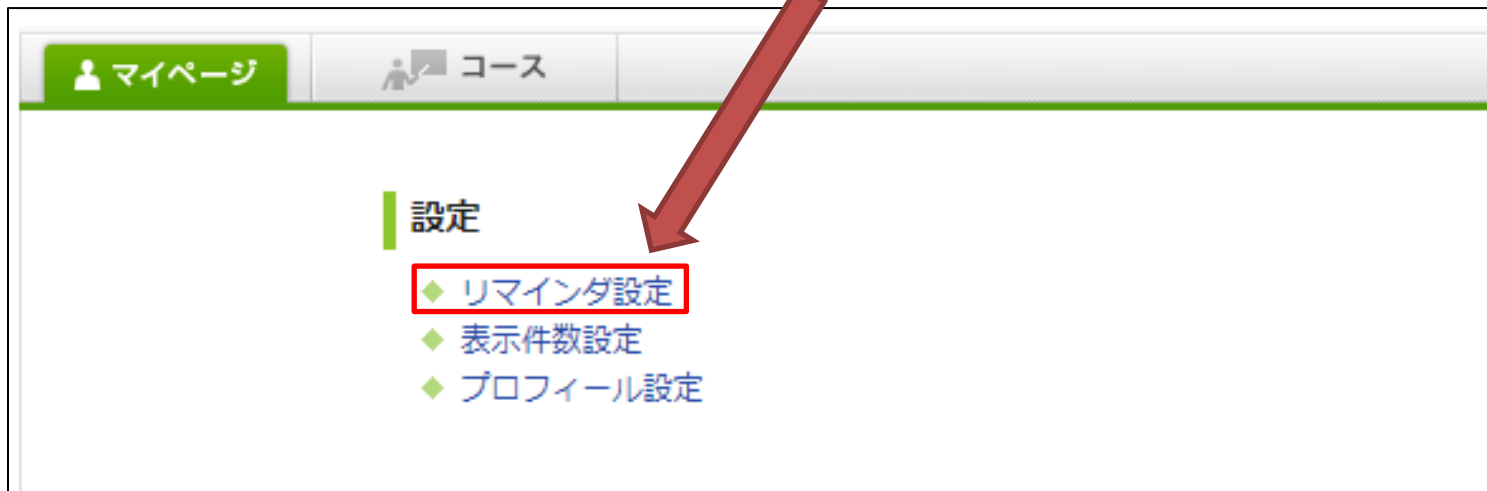 マイページ
コース
設定
リマインダ設定
表示件数設定
プロフィール設定